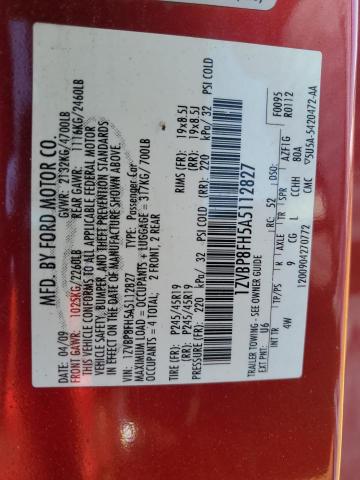 MFD. BY FORD MOTOR CO.
DATE: 04/09 GVWR: 2132KG/4700LB
FRONT GAWR: 1025KG/2260LB REAR GAWR: 1116KG/2460LB
THIS VEHICLE CONFORMS TO ALL APPLICABLE FEDERAL MOTOR
VEHICLE SAFETY, BUMPER, AND THEFT PREVENTION STANDARDS
IN EFFECT ON THE DATE OF MANUFACTURE SHOWN ABOVE.
VIN: 1ZVBP8FH5A5112827 TYPE: Passenger Car
MAXIMUM LOAD = OCCUPANTS + LUGGAGE = 317KG/ 700LB
OCCUPANTS = 4 TOTAL: 2 FRONT, 2 REAR
TIRE (FR): P245/45R19 RIMS (FR): 19x8.5J
TIRE (RR): P245/45R19 (RR): 19x8.5J
PRESSURE (FR): 220 kPa/ 32 PSI COLD (RR): 220 kPa/ 32 PSI COLD
1ZVBP8FH5A5112827 F0095
TRAILER TOWING - SEE OWNER GUIDE R0112
EXT PNT: U6 RC: 52 DSO:
INT TR TP/PS R AXLE TR SPR AZF1G
4W 9 CG L CCHH 8OA
1200904270772 CMC ▽5U5A-5420472-AA